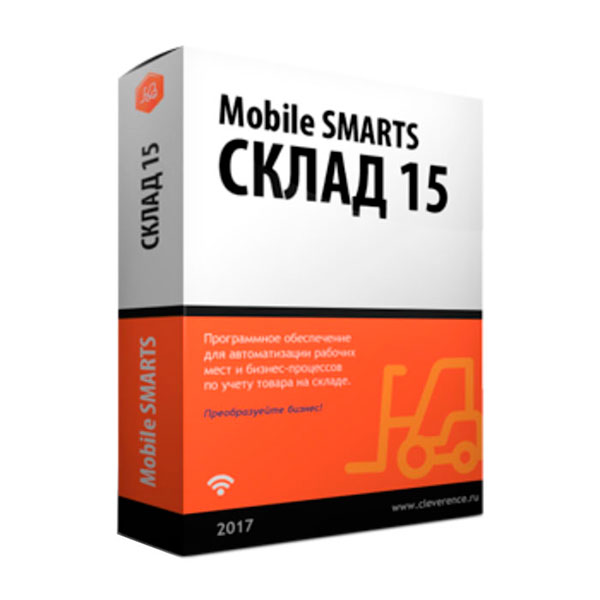 Mobile SMARTS
СКЛАД 15
Программное обеспечение
для автоматизации рабочих
мест и бизнес-процессов
по учету товара на складе.
Преобразуйте бизнес!
www.cleverence.ru
2017
СКЛАД 15
Mobile SMARTS